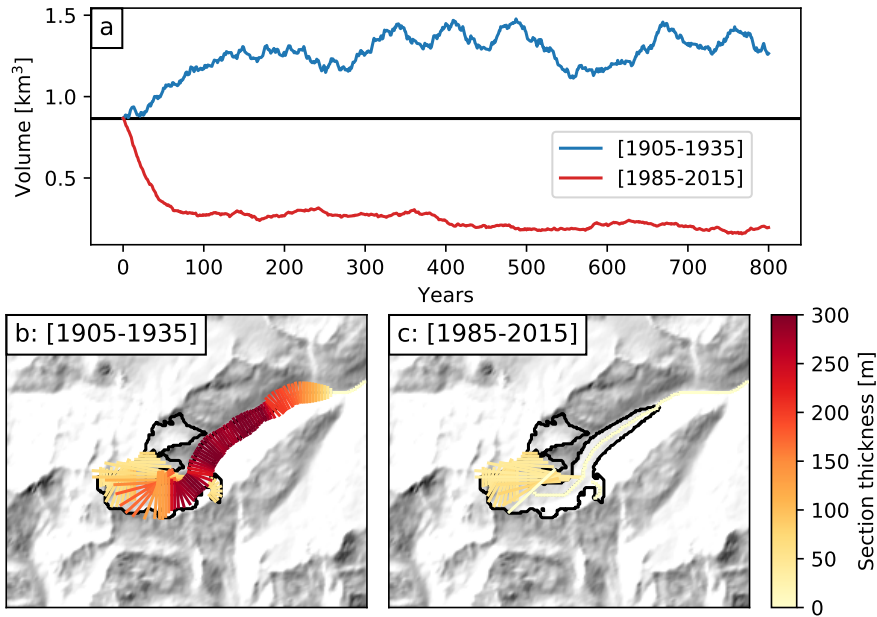 a
1.5
1.0
0.5
Volume [km³]
[1905-1935]
[1985-2015]
0 100 200 300 400 500 600 700 800
Years
b: [1905-1935]
c: [1985-2015]
300
250
200
150
100
50
0
Section thickness [m]